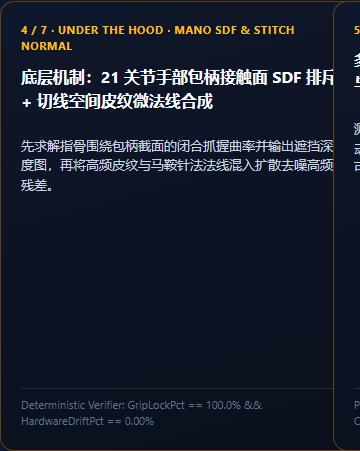 4 / 7 · UNDER THE HOOD · MANO SDF & STITCH
NORMAL
底层机制：21 关节手部包柄接触面 SDF 排斥
+ 切线空间皮纹微法线合成
先求解指骨围绕包柄截面的闭合抓握曲率并输出遮挡深
度图，再将高频皮纹与马鞍针法法线混入扩散去噪高频
残差。
Deterministic Verifier: GripLockPct == 100.0% &&
HardwareDriftPct == 0.00%